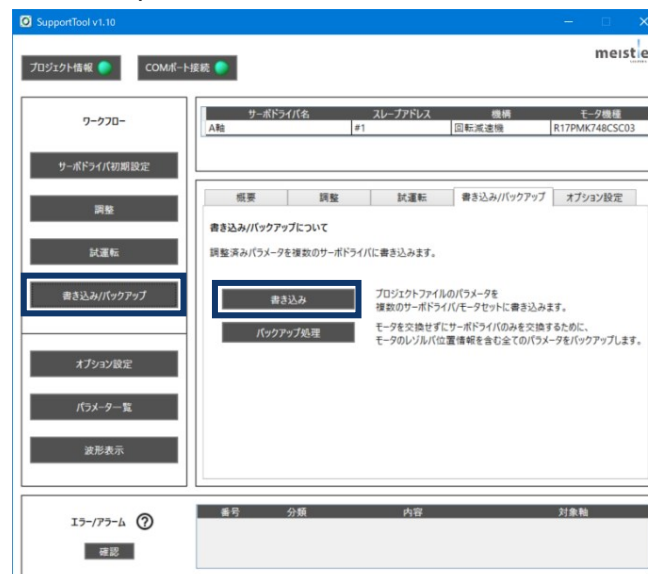 SupportTool v1.10
プロジェクト情報
COMポート接続
meistle
ワークフロー
サーボドライバ初期設定
調整
試運転
書き込み/バックアップ
オプション設定
パラメータ一覧
波形表示
サーボドライバ名 スレーブアドレス 機構 モータ機種
A軸 #1 回転減速機 R17PMK748CSC03
概要 調整 試運転 書き込み/バックアップ オプション設定
書き込み/バックアップについて
調整済みパラメータを複数のサーボドライバに書き込みます。
書き込み
プロジェクトファイルのパラメータを
複数のサーボドライバ/モータセットに書き込みます。
バックアップ処理
モータを交換せずにサーボドライバのみを交換するために、
モータのレゾルバ位置情報を含む全てのパラメータをバックアップします。
エラー/アラーム ?
確認
番号 分類 内容 対象軸